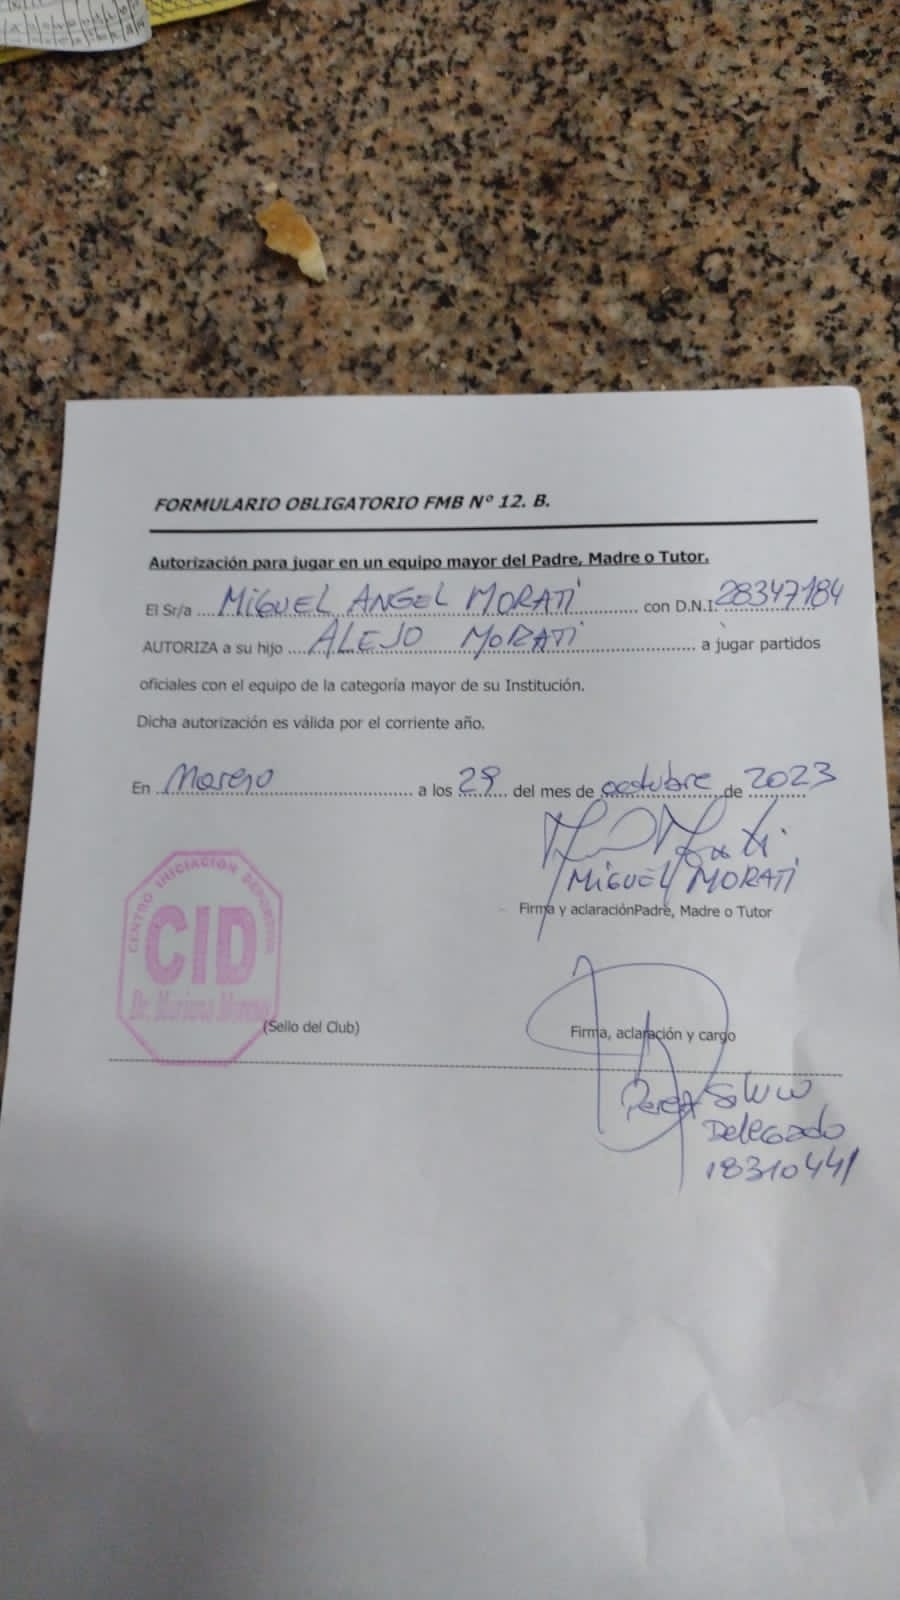 FORMULARIO OBLIGATORIO FMB Nº 12. B.
Autorización para jugar en un equipo mayor del Padre, Madre o Tutor.
El Sr/a .... MIGUEL ANGEL MORATI ............ con D.N.I. 28347184
AUTORIZA a su hijo .... ALEJO MORATI ........................ a jugar partidos
oficiales con el equipo de la categoría mayor de su Institución.
Dicha autorización es válida por el corriente año.
En Moreno ........................ a los 29 .... del mes de octubre ...de 2023
MIGUEL MORATI
Firma y aclaraciónPadre, Madre o Tutor
CENTRO INICIACION DEPORTIVA
CID
Dr. Mariano Moreno
(Sello del Club)
Firma, aclaración y cargo
Perez
Delegado
18310441